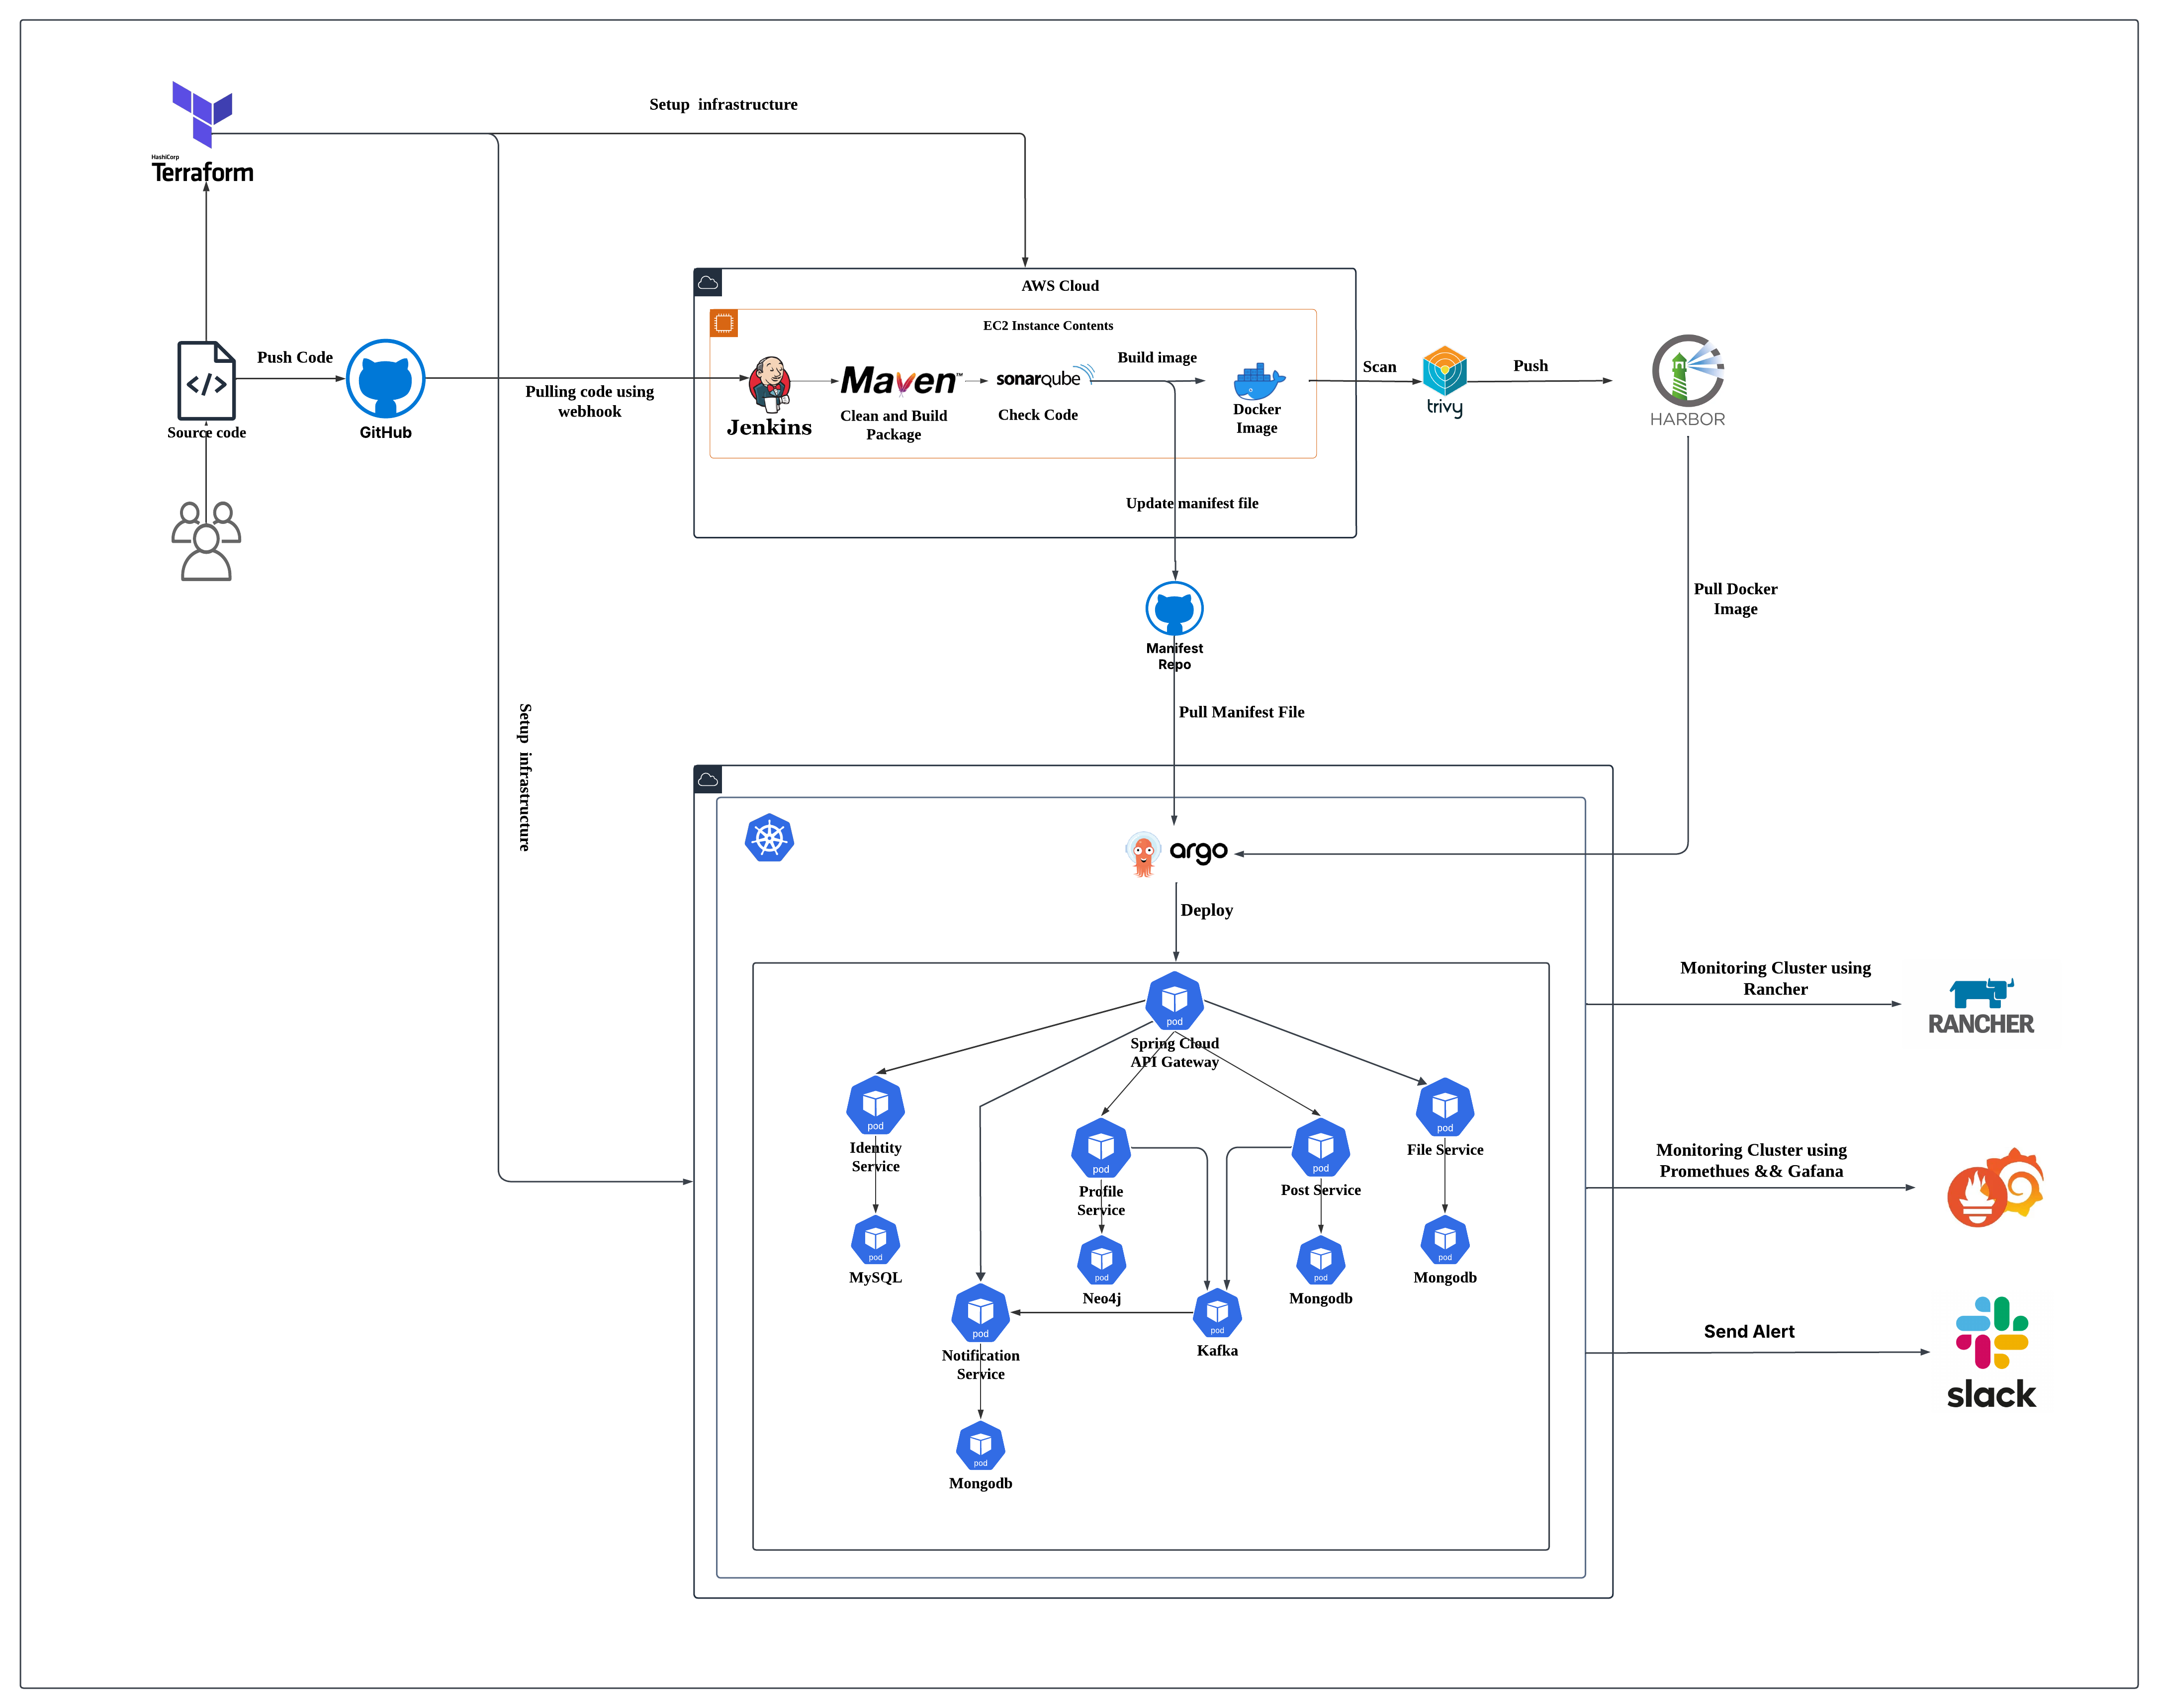 Setup infrastructure
HashiCorp
Terraform
AWS Cloud
EC2 Instance Contents
Push Code
Source code
GitHub
Pulling code using
webhook
Jenkins
Maven™
Clean and Build
Package
sonarqube
Check Code
Build image
Docker
Image
Scan
trivy
Push
HARBOR
Update manifest file
Manifest
Repo
Pull Docker
Image
Pull Manifest File
Setup infrastructure
argo
Deploy
pod
Spring Cloud
API Gateway
pod
Identity
Service
pod
Profile
Service
pod
Post Service
pod
File Service
pod
MySQL
pod
Neo4j
pod
Mongodb
pod
Mongodb
pod
Notification
Service
pod
Kafka
pod
Mongodb
Monitoring Cluster using
Rancher
RANCHER
Monitoring Cluster using
Promethues && Gafana
Send Alert
slack